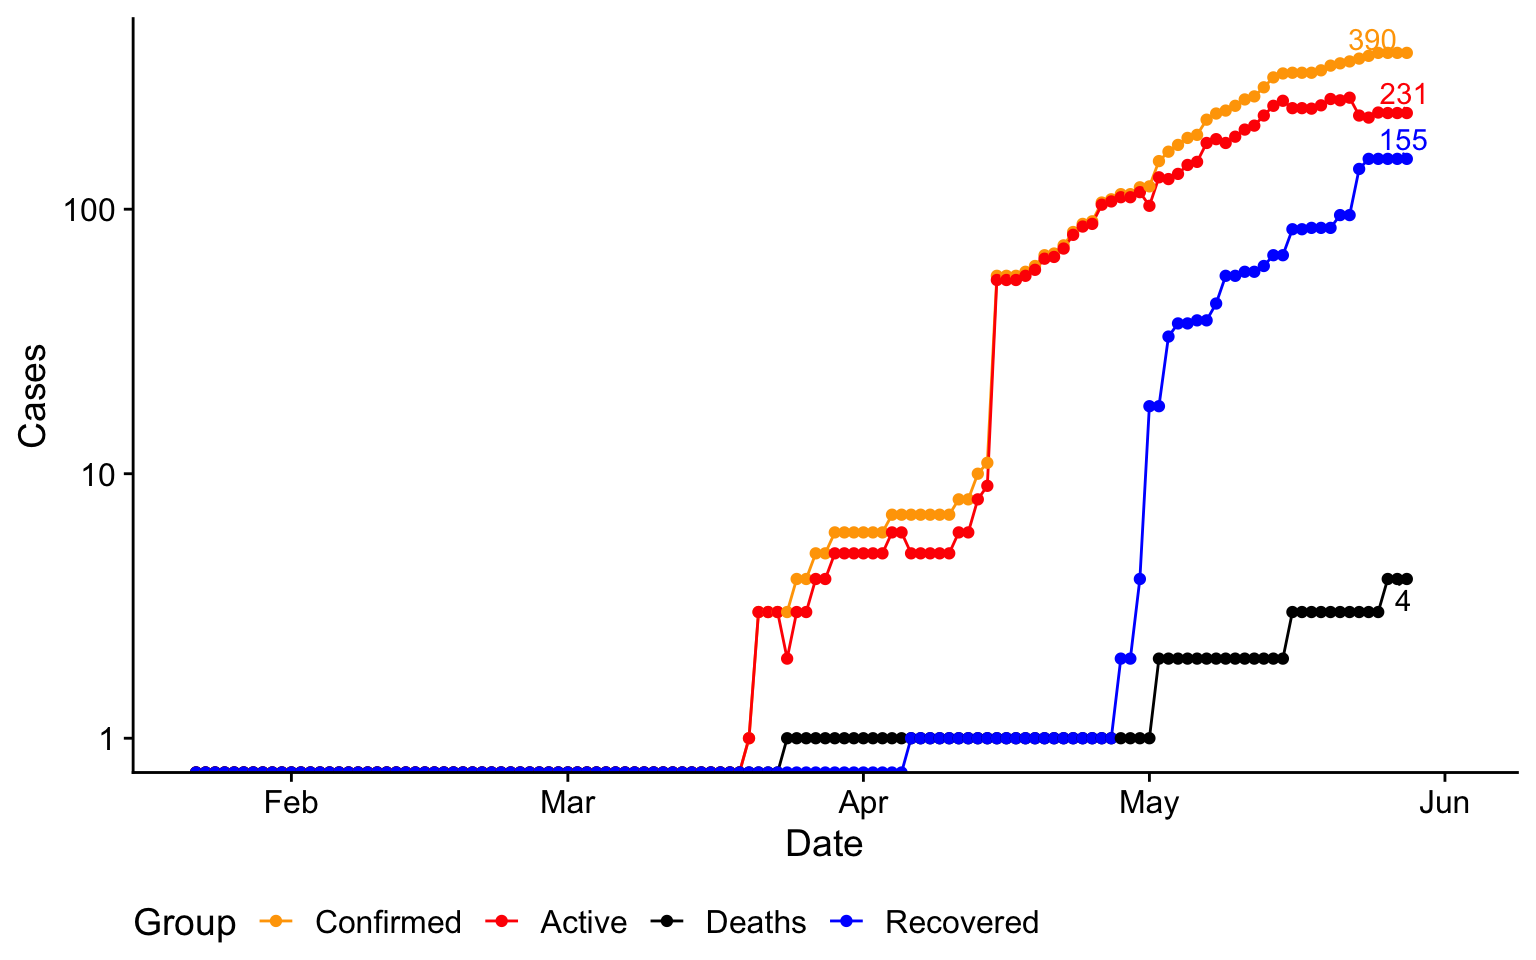 390
231
155
4
100
10
1
Cases
Feb Mar Apr May Jun
Date
Group Confirmed Active Deaths Recovered